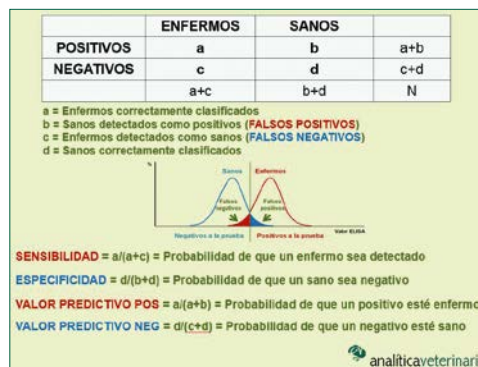 ENFERMOS SANOS
POSITIVOS a b a+b
NEGATIVOS c d c+d
a+c b+d N
a = Enfermos correctamente clasificados
b = Sanos detectados como positivos (FALSOS POSITIVOS)
c = Enfermos detectados como sanos (FALSOS NEGATIVOS)
d = Sanos correctamente clasificados
%
Sanos Enfermos
Falsos negativos Falsos positivos
Valor ELISA
Negativos a la prueba Positivos a la prueba
SENSIBILIDAD = a/(a+c) = Probabilidad de que un enfermo sea detectado
ESPECIFICIDAD = d/(b+d) = Probabilidad de que un sano sea negativo
VALOR PREDICTIVO POS = a/(a+b) = Probabilidad de que un positivo esté enfermo
VALOR PREDICTIVO NEG = d/(c+d) = Probabilidad de que un negativo esté sano
analíticaveterinari